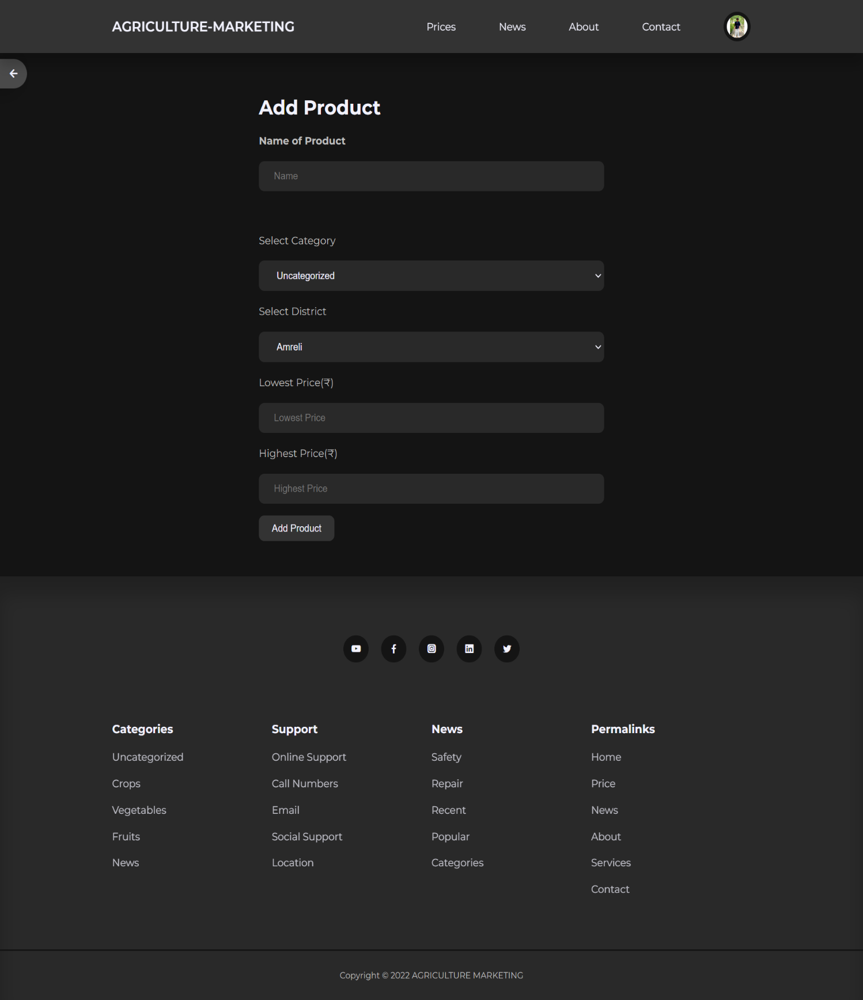 AGRICULTURE-MARKETING
Prices
News
About
Contact
Add Product
Name of Product
Name
Select Category
Uncategorized
Select District
Amreli
Lowest Price(₹)
Lowest Price
Highest Price(₹)
Highest Price
Add Product
Categories
Uncategorized
Crops
Vegetables
Fruits
News
Support
Online Support
Call Numbers
Email
Social Support
Location
News
Safety
Repair
Recent
Popular
Categories
Permalinks
Home
Price
News
About
Services
Contact
Copyright © 2022 AGRICULTURE MARKETING